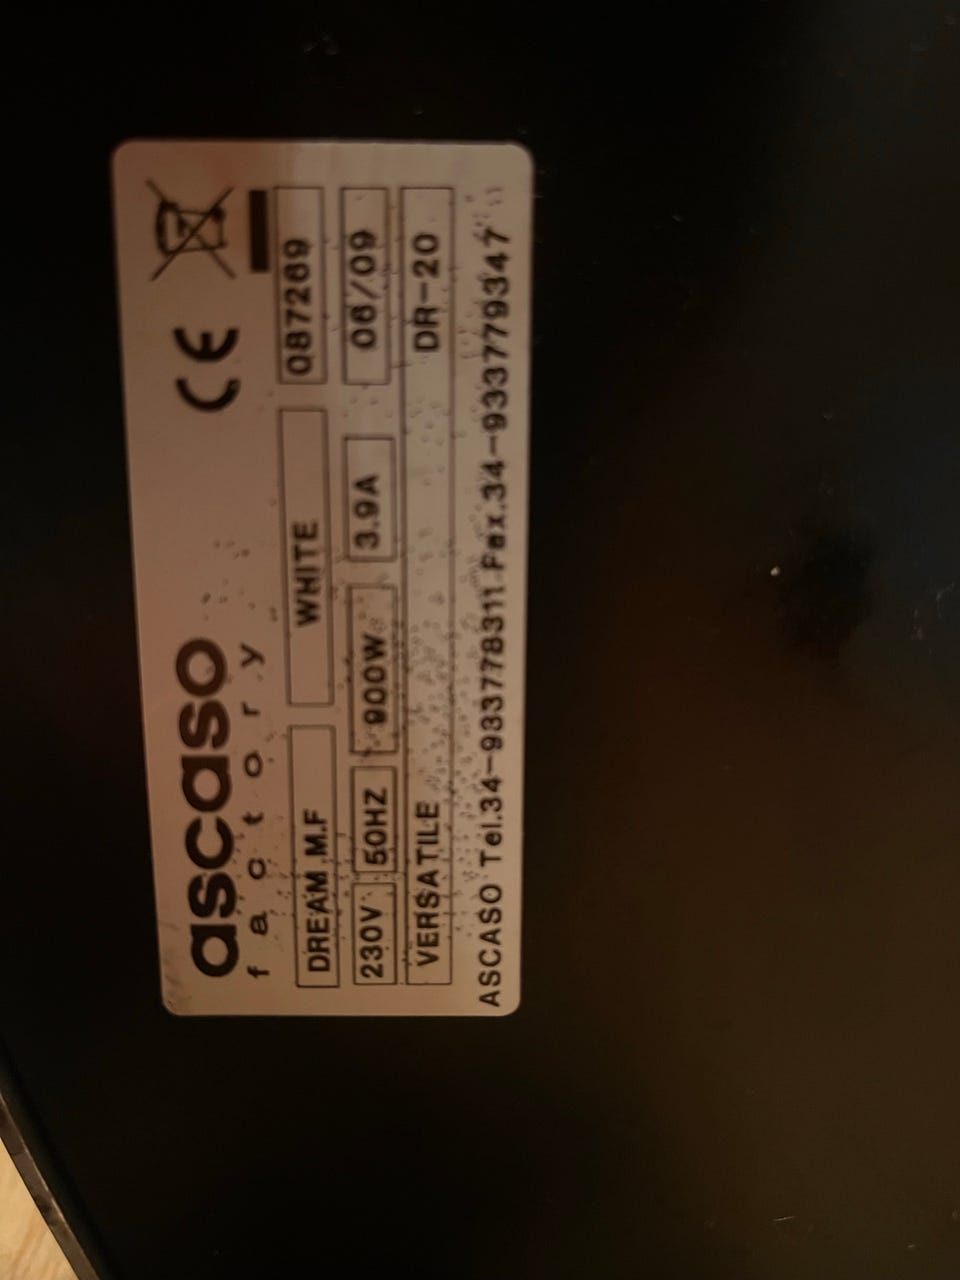 ascaso
factory
CE
DREAM M.F WHITE 087269
230V 50HZ 900W 3.9A 06/09
VERSATILE DR-20
ASCASO Tel.34-933778311 Fax.34-933779347